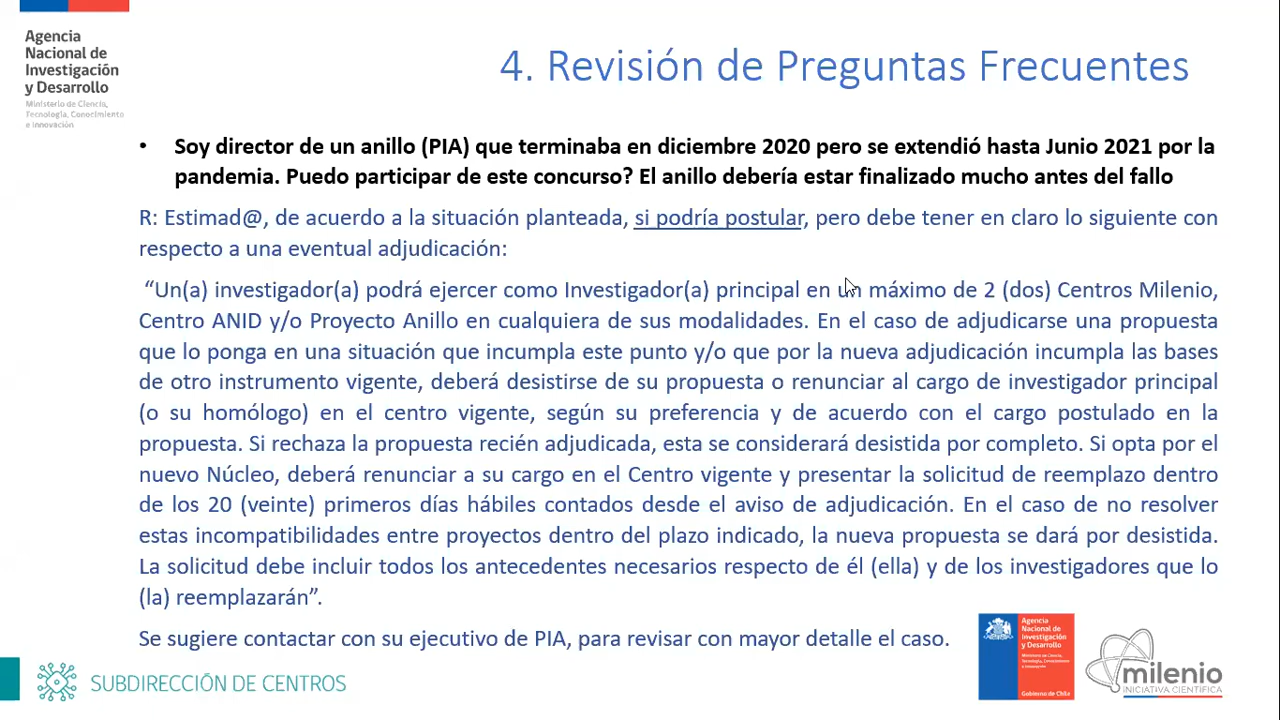 Agencia
Nacional de
Investigación
y Desarrollo
Ministerio de Ciencia,
Tecnología, Conocimiento
e Innovación
4. Revisión de Preguntas Frecuentes
• Soy director de un anillo (PIA) que terminaba en diciembre 2020 pero se extendió hasta Junio 2021 por la
pandemia. Puedo participar de este concurso? El anillo debería estar finalizado mucho antes del fallo
R: Estimad@, de acuerdo a la situación planteada, si podría postular, pero debe tener en claro lo siguiente con
respecto a una eventual adjudicación:
“Un(a) investigador(a) podrá ejercer como Investigador(a) principal en un máximo de 2 (dos) Centros Milenio,
Centro ANID y/o Proyecto Anillo en cualquiera de sus modalidades. En el caso de adjudicarse una propuesta
que lo ponga en una situación que incumpla este punto y/o que por la nueva adjudicación incumpla las bases
de otro instrumento vigente, deberá desistirse de su propuesta o renunciar al cargo de investigador principal
(o su homólogo) en el centro vigente, según su preferencia y de acuerdo con el cargo postulado en la
propuesta. Si rechaza la propuesta recién adjudicada, esta se considerará desistida por completo. Si opta por el
nuevo Núcleo, deberá renunciar a su cargo en el Centro vigente y presentar la solicitud de reemplazo dentro
de los 20 (veinte) primeros días hábiles contados desde el aviso de adjudicación. En el caso de no resolver
estas incompatibilidades entre proyectos dentro del plazo indicado, la nueva propuesta se dará por desistida.
La solicitud debe incluir todos los antecedentes necesarios respecto de él (ella) y de los investigadores que lo
(la) reemplazarán”.
Se sugiere contactar con su ejecutivo de PIA, para revisar con mayor detalle el caso.
SUBDIRECCIÓN DE CENTROS
Agencia
Nacional de
Investigación
y Desarrollo
Ministerio de Ciencia,
Tecnología, Conocimiento
e Innovación
Gobierno de Chile
milenio
INICIATIVA CIENTÍFICA